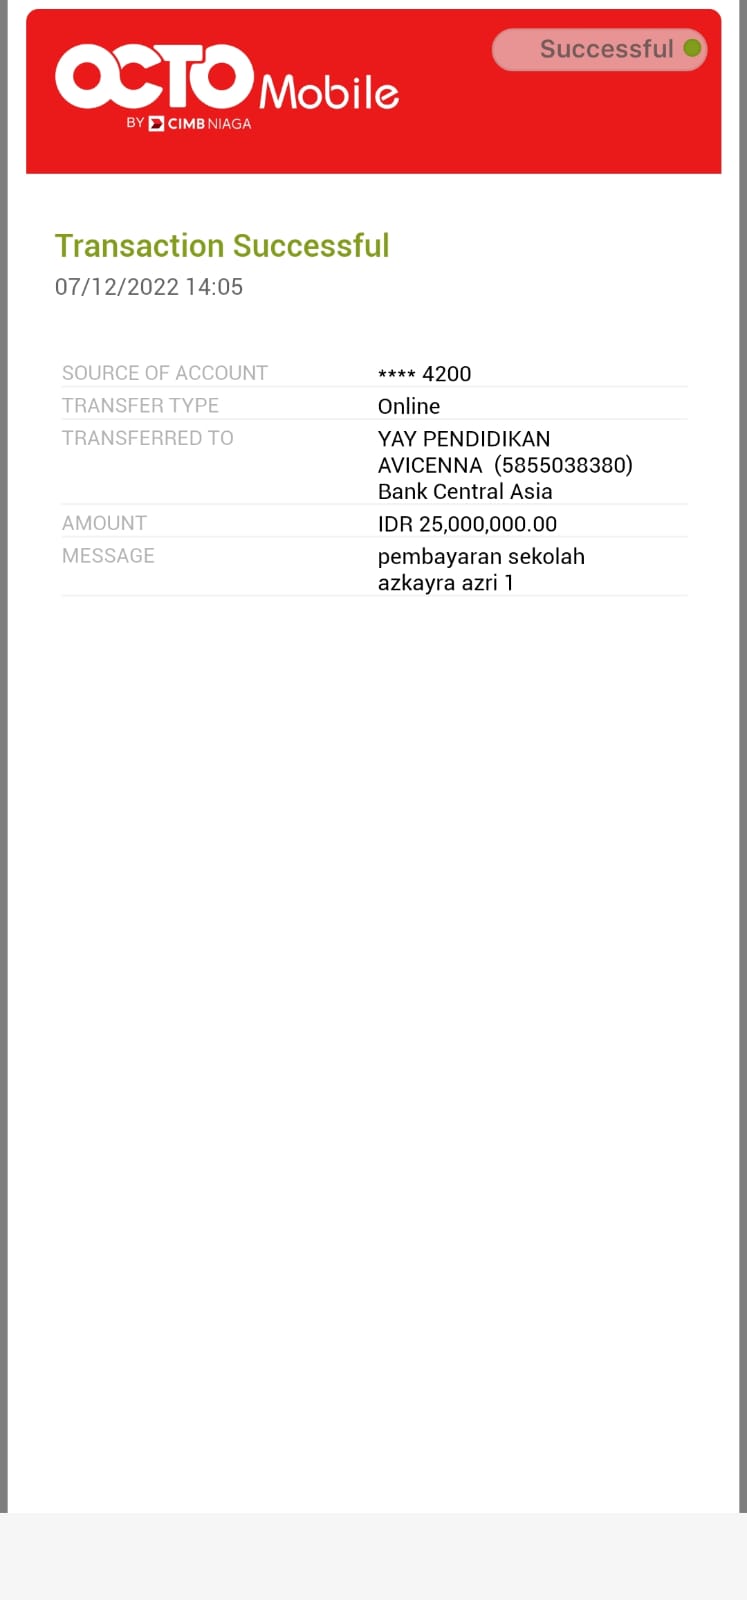 OCTO Mobile
BY CIMB NIAGA
Successful
Transaction Successful
07/12/2022 14:05
SOURCE OF ACCOUNT **** 4200
TRANSFER TYPE Online
TRANSFERRED TO YAY PENDIDIKAN
AVICENNA (5855038380)
Bank Central Asia
AMOUNT IDR 25,000,000.00
MESSAGE pembayaran sekolah
azkayra azri 1